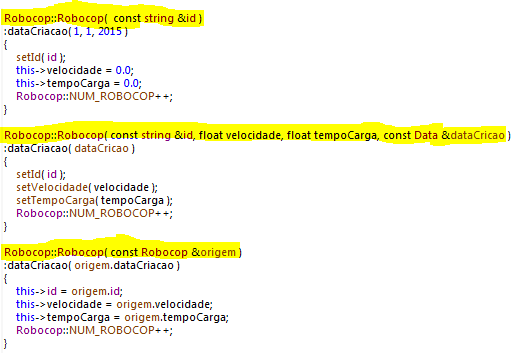 Robocop::Robocop( const string &id )
:dataCriacao( 1, 1, 2015 )
{
setId( id );
this->velocidade = 0.0;
this->tempoCarga = 0.0;
Robocop::NUM_ROBOCOP++;
}
Robocop::Robocop( const string &id, float velocidade, float tempoCarga, const Data &dataCricao )
:dataCriacao( dataCricao )
{
setId( id );
setVelocidade( velocidade );
setTempoCarga( tempoCarga );
Robocop::NUM_ROBOCOP++;
}
Robocop::Robocop( const Robocop &origem )
:dataCriacao( origem.dataCriacao )
{
this->id = origem.id;
this->velocidade = origem.velocidade;
this->tempoCarga = origem.tempoCarga;
Robocop::NUM_ROBOCOP++;
}